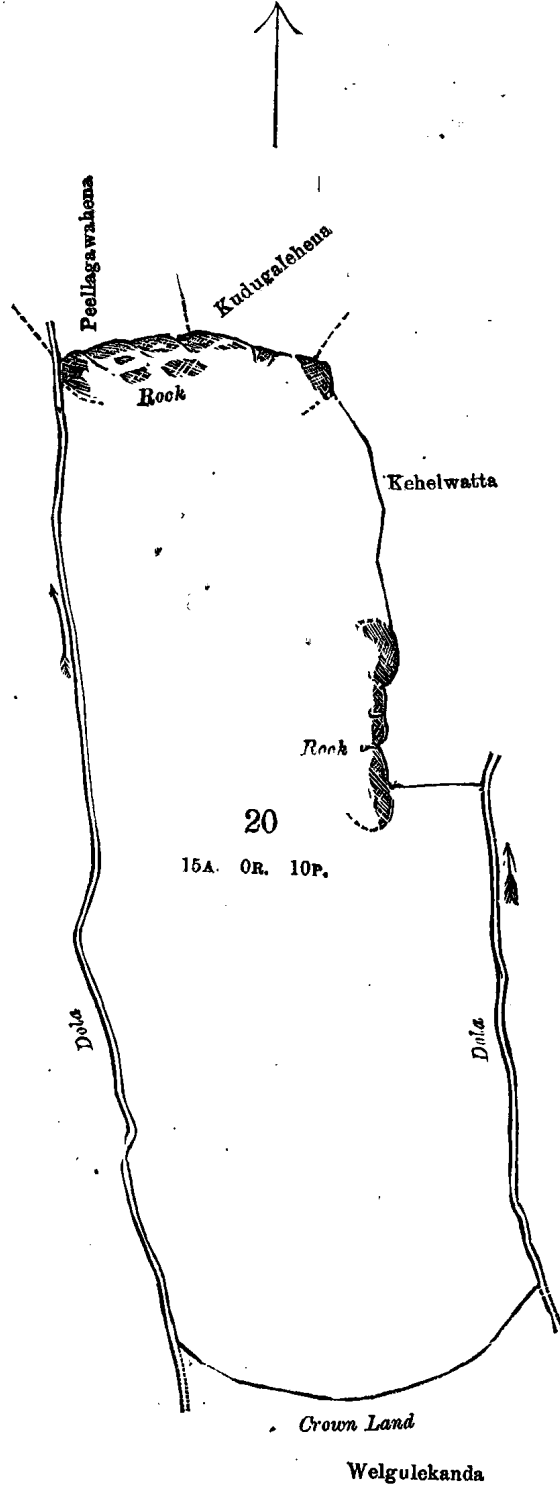 Peellagawahena
Kudugalehena
Rock
Kehelwatta
Rock
20
15A. 0R. 10P.
Dola
Dola
Crown Land
Welgulekanda